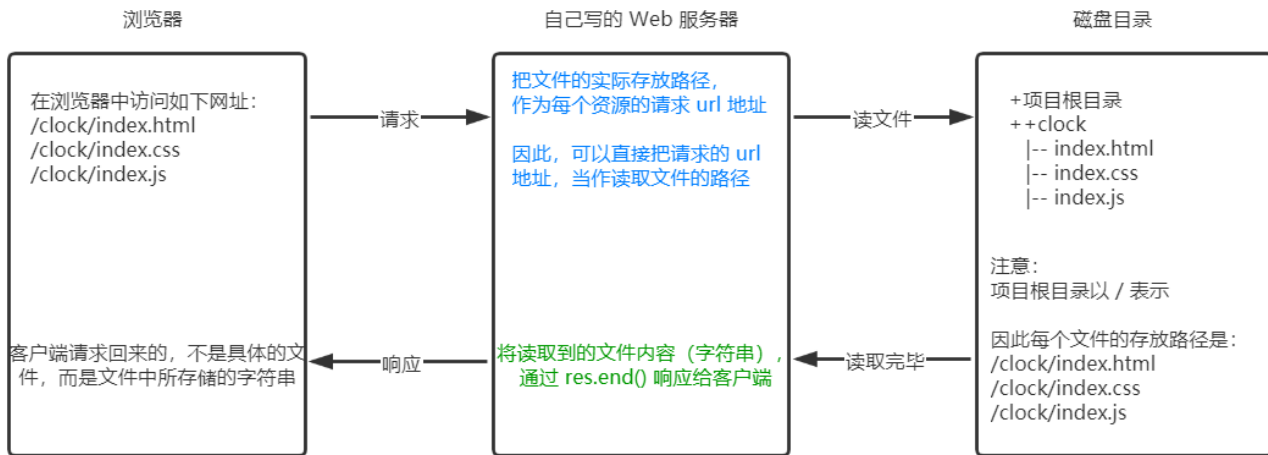 浏览器
自己写的 Web 服务器
磁盘目录
在浏览器中访问如下网址：
/clock/index.html
/clock/index.css
/clock/index.js
请求
把文件的实际存放路径，
作为每个资源的请求 url 地址
因此，可以直接把请求的 url
地址，当作读取文件的路径
读文件
+项目根目录
++clock
|-- index.html
|-- index.css
|-- index.js
注意：
项目根目录以 / 表示
因此每个文件的存放路径是：
/clock/index.html
/clock/index.css
/clock/index.js
读取完毕
将读取到的文件内容（字符串），
通过 res.end() 响应给客户端
响应
客户端请求回来的，不是具体的文
件，而是文件中所存储的字符串